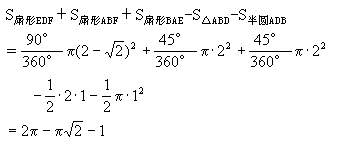 S扇形EDF+S扇形ABF+S扇形BAE−S△ABD−S半圆ADB
=90°/360° π(2−√2)²+45°/360° π·2²+45°/360° π·2²
−1/2·2·1−1/2π·1²
=2π−π√2−1